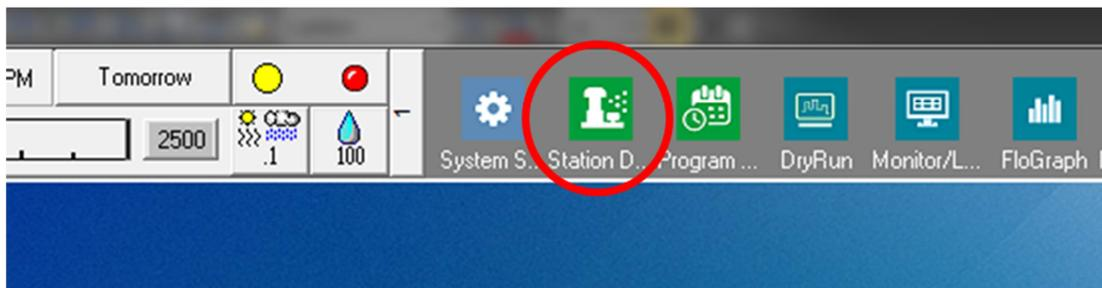 PM
Tomorrow
2500
.1
100
System S...
Station D...
Program ...
DryRun
Monitor/L...
FloGraph